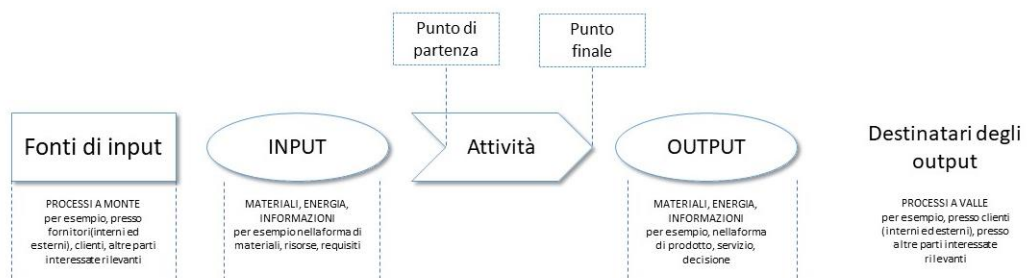 Punto di
partenza
Punto
finale
Fonti di input
INPUT
Attività
OUTPUT
Destinatari degli
output
PROCESSI A MONTE
per esempio, presso
fornitori(interni ed
esterni), clienti, altre parti
interessate rilevanti
MATERIALI, ENERGIA,
INFORMAZIONI
per esempio nella forma di
materiali, risorse, requisiti
MATERIALI, ENERGIA,
INFORMAZIONI
per esempio, nella forma
di prodotto, servizio,
decisione
PROCESSI A VALLE
per esempio, presso clienti
(interni ed esterni), presso
altre parti interessate
rilevanti